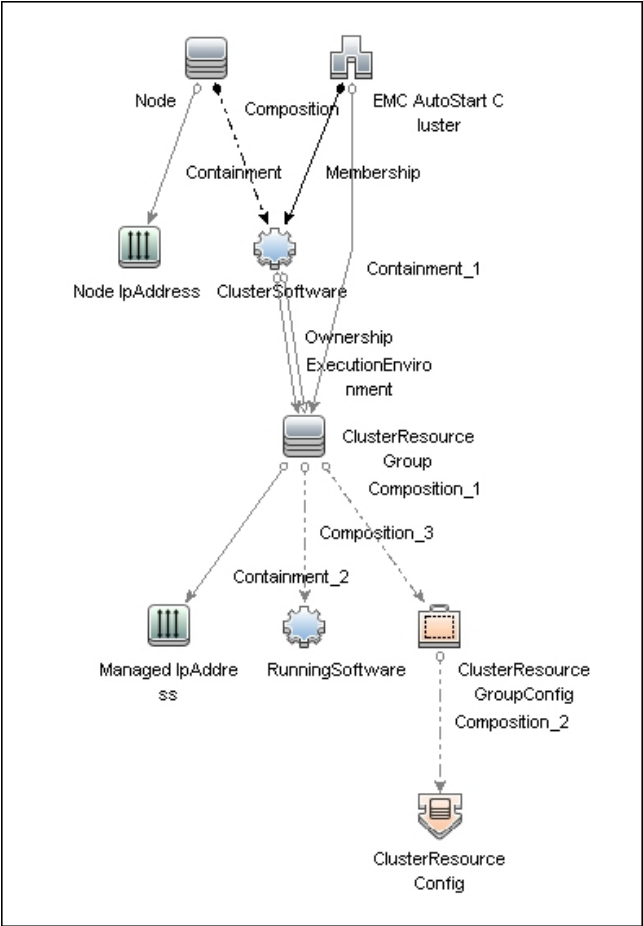 Node
Composition
EMC AutoStart C
luster
Containment
Membership
Node IpAddress
ClusterSoftware
Containment_1
Ownership
ExecutionEnviro
nment
ClusterResource
Group
Composition_1
Composition_3
Containment_2
Managed IpAddre
ss
RunningSoftware
ClusterResource
GroupConfig
Composition_2
ClusterResource
Config